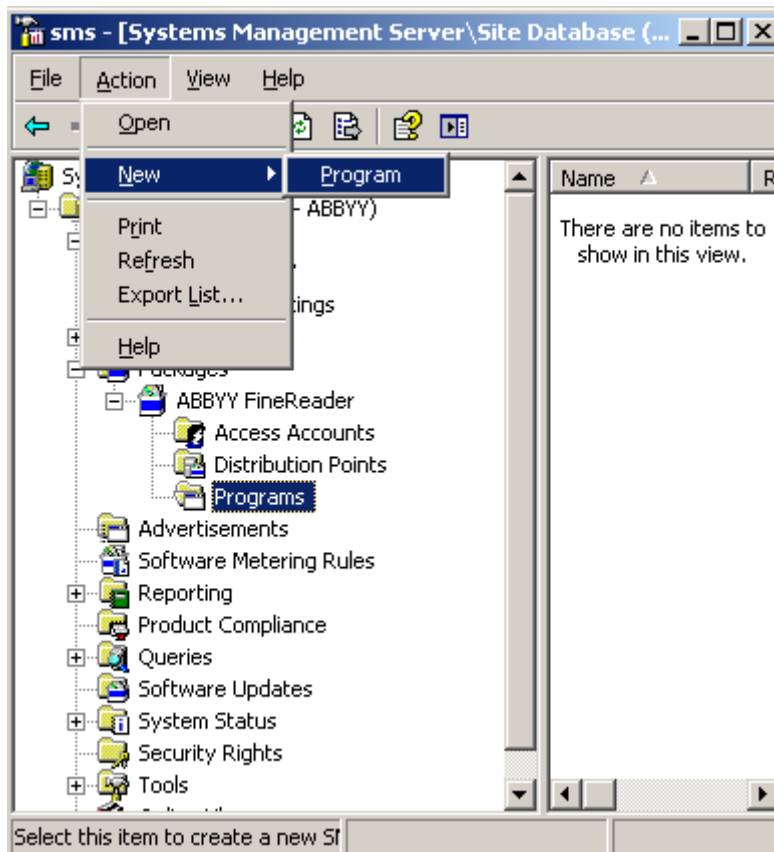 sms - [Systems Management Server\Site Database (...
File Action View Help
Open
New
Program
Print
Refresh
Export List...
Help
- ABBYY)
ings
Packages
ABBYY FineReader
Access Accounts
Distribution Points
Programs
Advertisements
Software Metering Rules
Reporting
Product Compliance
Queries
Software Updates
System Status
Security Rights
Tools
Name
There are no items to
show in this view.
Select this item to create a new S